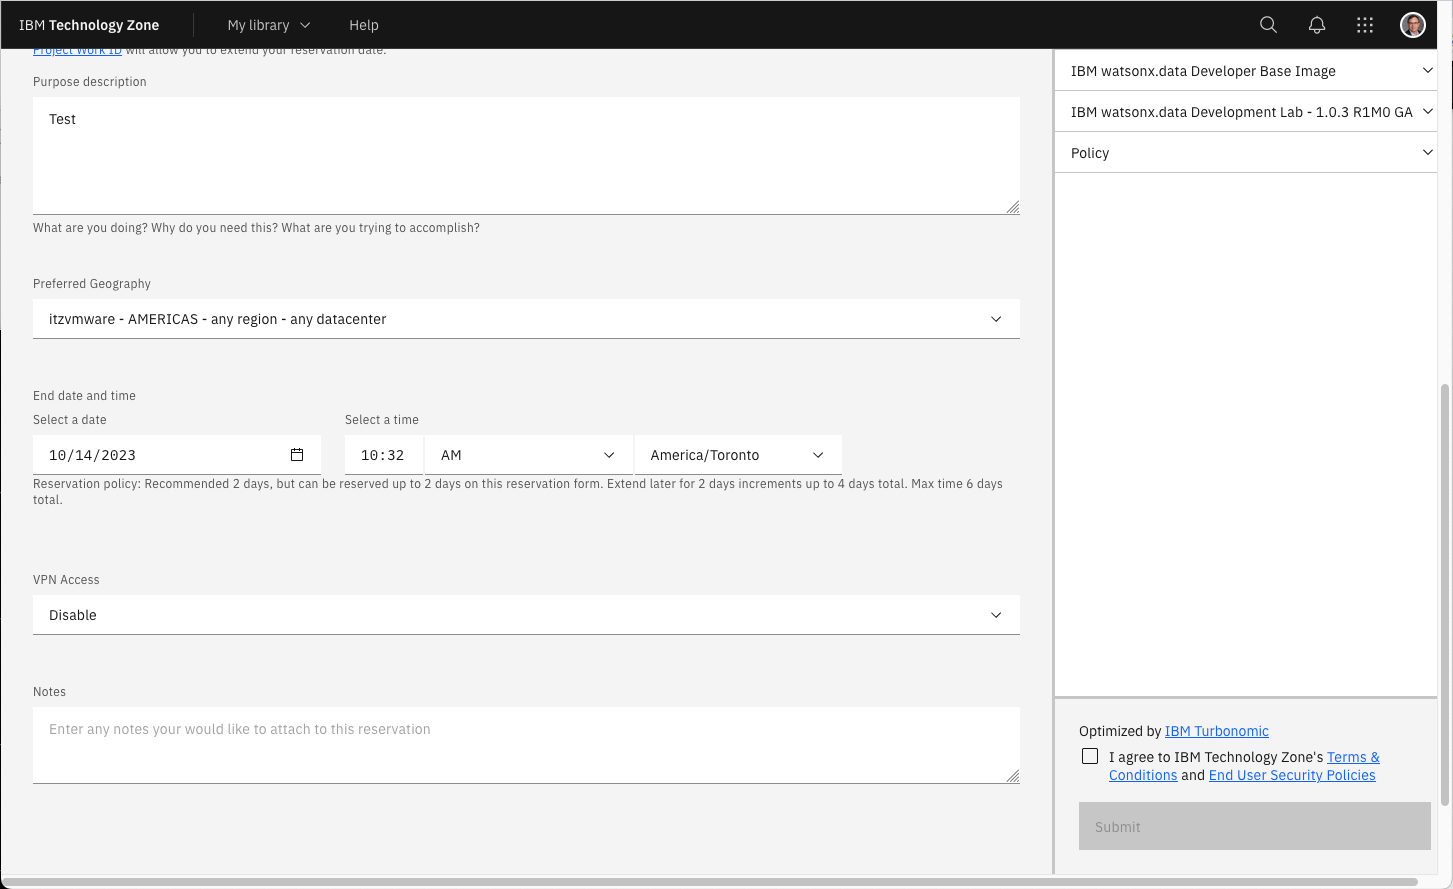 IBM Technology Zone
My library
Help
Project Work ID will allow you to extend your reservation date.
Purpose description
Test
What are you doing? Why do you need this? What are you trying to accomplish?
Preferred Geography
itzvmware - AMERICAS - any region - any datacenter
End date and time
Select a date
Select a time
10/14/2023
10:32
AM
America/Toronto
Reservation policy: Recommended 2 days, but can be reserved up to 2 days on this reservation form. Extend later for 2 days increments up to 4 days total. Max time 6 days
total.
VPN Access
Disable
Notes
Enter any notes your would like to attach to this reservation
IBM watsonx.data Developer Base Image
IBM watsonx.data Development Lab - 1.0.3 R1M0 GA
Policy
Optimized by IBM Turbonomic
I agree to IBM Technology Zone's Terms &
Conditions and End User Security Policies
Submit